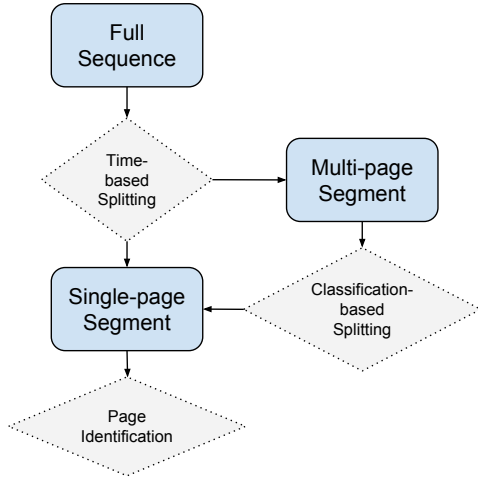 Full
Sequence
Time-
based
Splitting
Multi-page
Segment
Single-page
Segment
Classification-
based
Splitting
Page
Identification